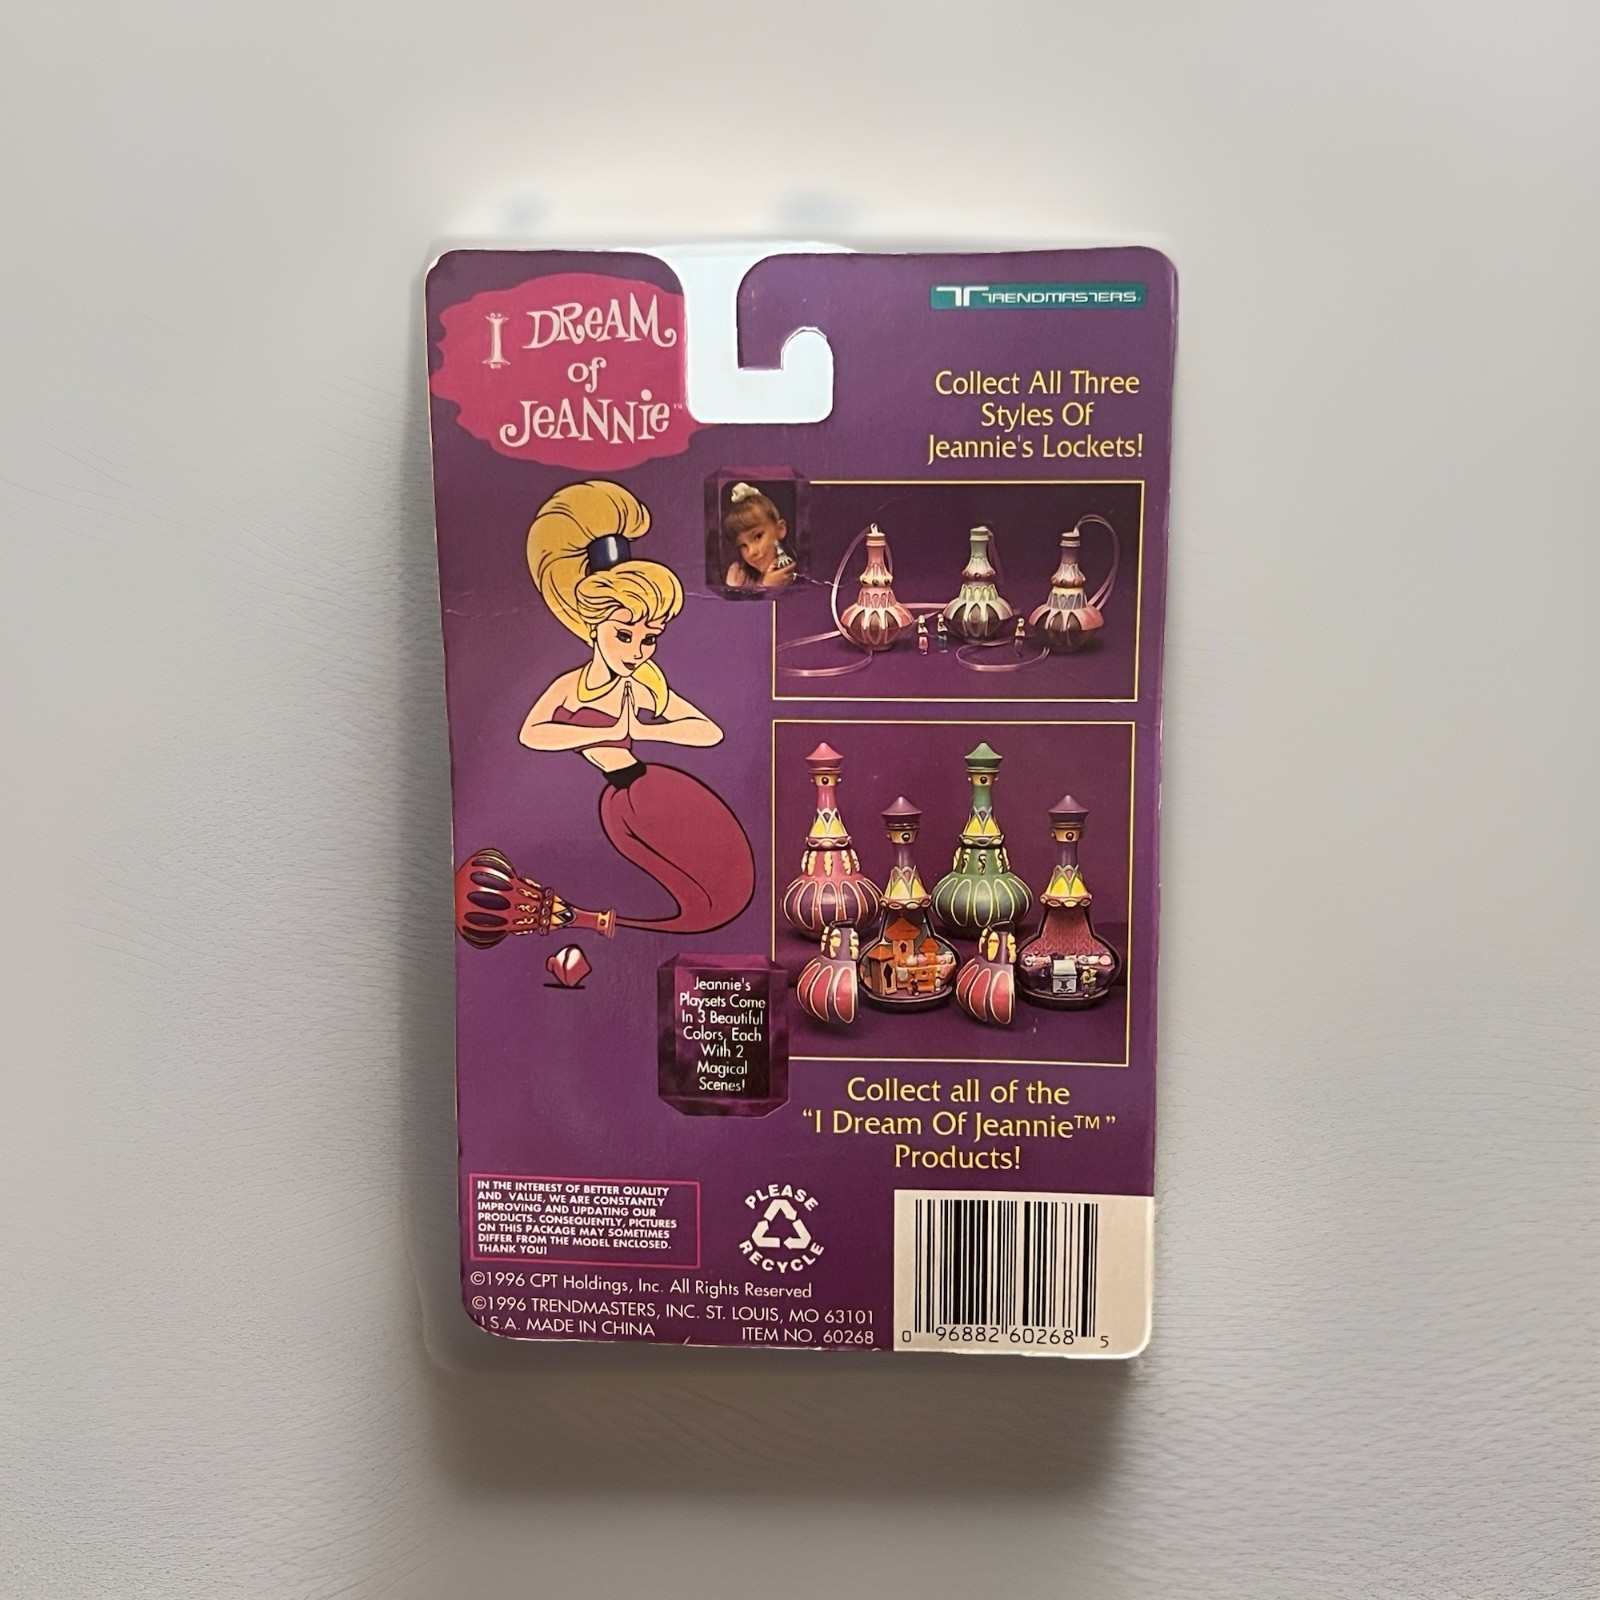 I DREAM
of
JEANNIE™
TRENDMASTERS
Collect All Three
Styles Of
Jeannie's Lockets!
Jeannie's
Playsets Come
In 3 Beautiful
Colors, Each
With 2
Magical
Scenes!
Collect all of the
“I Dream Of Jeannie™”
Products!
IN THE INTEREST OF BETTER QUALITY
AND VALUE, WE ARE CONSTANTLY
IMPROVING AND UPDATING OUR
PRODUCTS. CONSEQUENTLY, PICTURES
ON THIS PACKAGE MAY SOMETIMES
DIFFER FROM THE MODEL ENCLOSED.
THANK YOU!
PLEASE
RECYCLE
©1996 CPT Holdings, Inc. All Rights Reserved
©1996 TRENDMASTERS, INC. ST. LOUIS, MO 63101
U.S.A. MADE IN CHINA ITEM NO. 60268
0 96882 60268 5